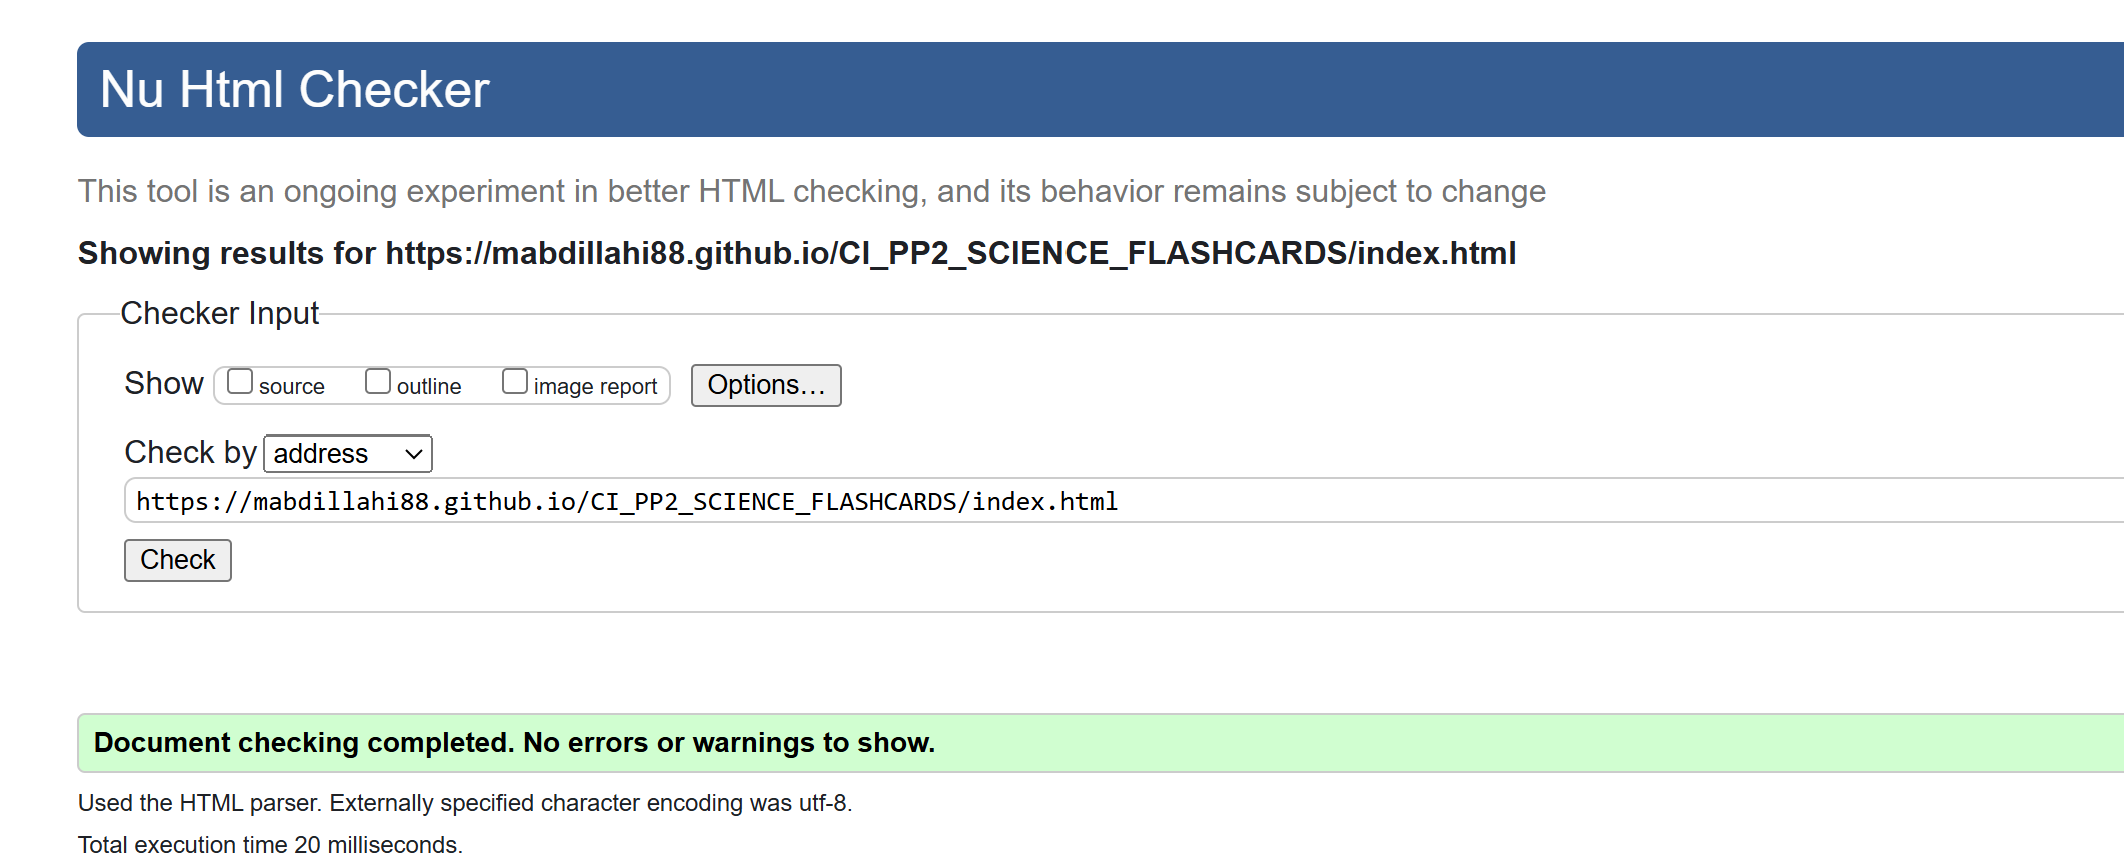 Nu Html Checker
This tool is an ongoing experiment in better HTML checking, and its behavior remains subject to change
Showing results for https://mabdillahi88.github.io/CI_PP2_SCIENCE_FLASHCARDS/index.html
Checker Input
Show source outline image report Options…
Check by address
https://mabdillahi88.github.io/CI_PP2_SCIENCE_FLASHCARDS/index.html
Check
Document checking completed. No errors or warnings to show.
Used the HTML parser. Externally specified character encoding was utf-8.
Total execution time 20 milliseconds.